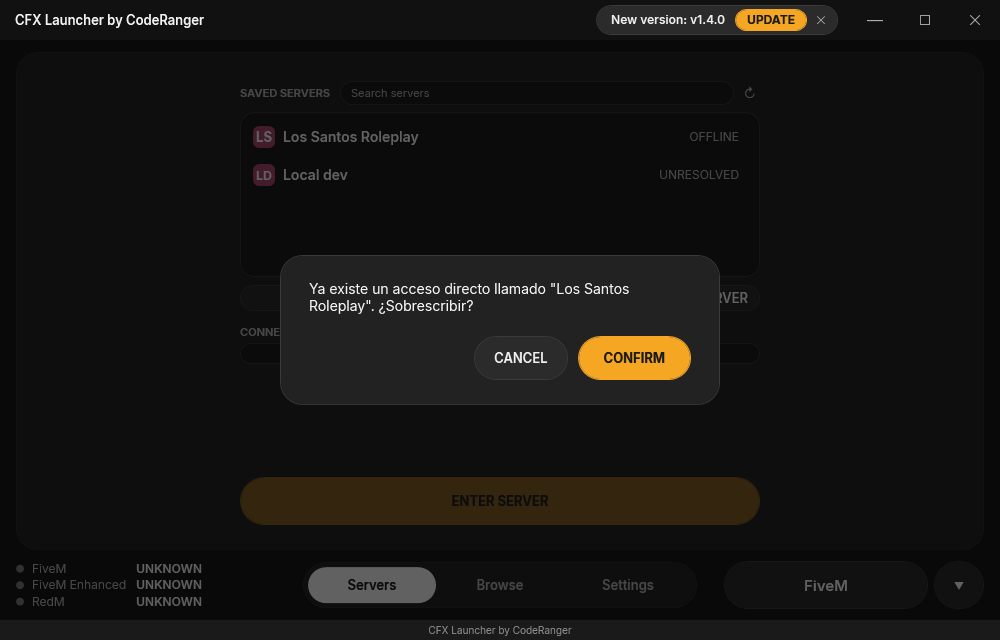 CFX Launcher by CodeRanger
New version: v1.4.0 UPDATE
SAVED SERVERS Search servers
LS Los Santos Roleplay OFFLINE
LD Local dev UNRESOLVED
Ya existe un acceso directo llamado "Los Santos
Roleplay". ¿Sobrescribir?
CANCEL CONFIRM
ENTER SERVER
FiveM UNKNOWN
FiveM Enhanced UNKNOWN
RedM UNKNOWN
Servers Browse Settings
FiveM
CFX Launcher by CodeRanger